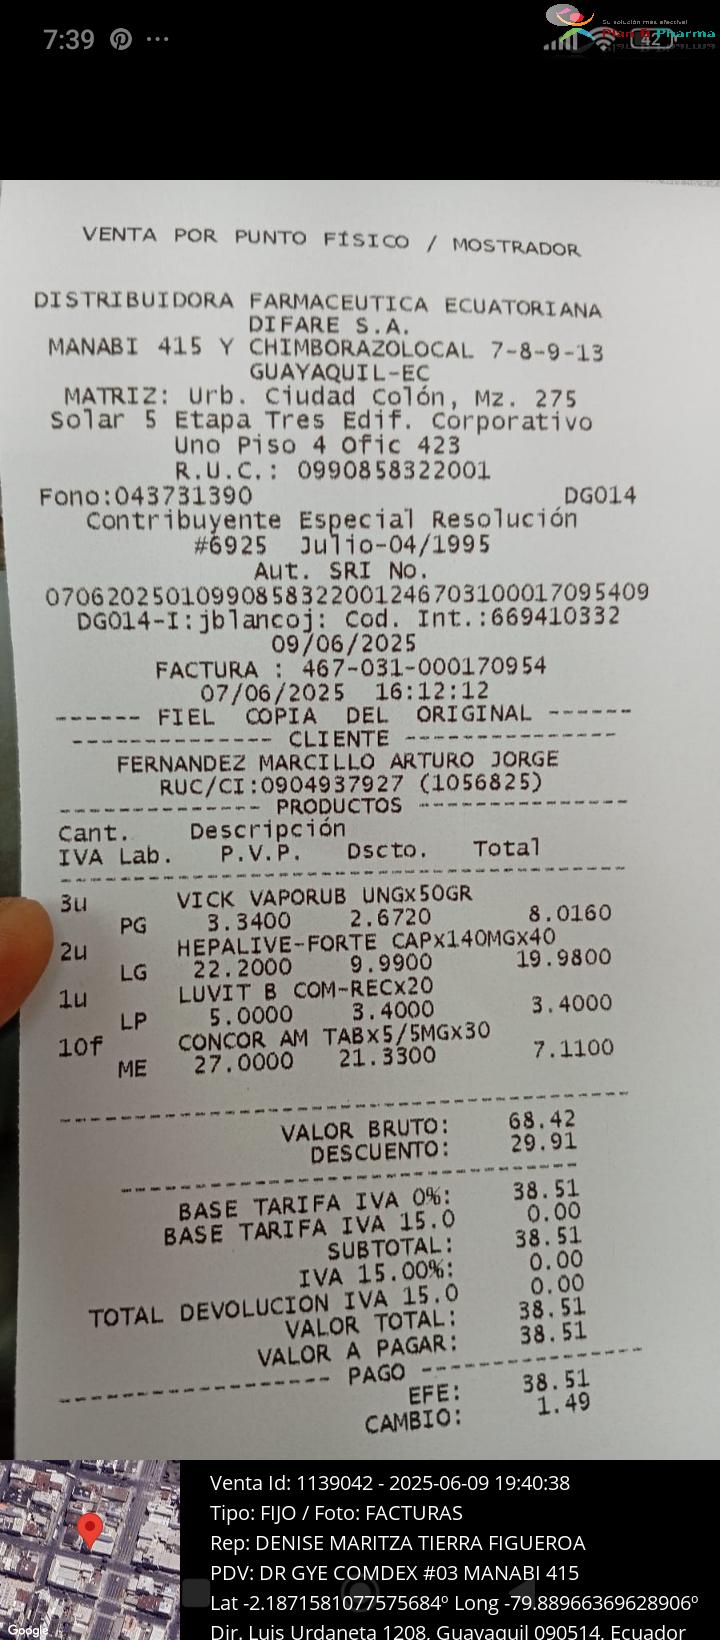 7:39
Su solución más efectiva!
Plan B Pharma
42
VENTA POR PUNTO FÍSICO / MOSTRADOR
DISTRIBUIDORA FARMACEUTICA ECUATORIANA
DIFARE S.A.
MANABI 415 Y CHIMBORAZOLOCAL 7-8-9-13
GUAYAQUIL-EC
MATRIZ: Urb. Ciudad Colón, Mz. 275
Solar 5 Etapa Tres Edif. Corporativo
Uno Piso 4 Ofic 423
R.U.C.: 0990858322001
Fono:043731390 DG014
Contribuyente Especial Resolución
#6925 Julio-04/1995
Aut. SRI No.
0706202501099085832200124670310001709540​9
DG014-I:jblancoj: Cod. Int.:669410332
09/06/2025
FACTURA : 467-031-000170954
07/06/2025 16:12:12
------ FIEL COPIA DEL ORIGINAL ------
-------------- CLIENTE ---------------
FERNANDEZ MARCILLO ARTURO JORGE
RUC/CI:0904937927 (1056825)
-------------- PRODUCTOS ---------------
Cant. Descripción
IVA Lab. P.V.P. Dscto. Total
3u VICK VAPORUB UNGx50GR
PG 3.3400 2.6720 8.0160
2u HEPALIVE-FORTE CAPx140MGx40
LG 22.2000 9.9900 19.9800
1u LUVIT B COM-RECx20
LP 5.0000 3.4000 3.4000
10f CONCOR AM TABx5/5MGx30
ME 27.0000 21.3300 7.1100
VALOR BRUTO: 68.42
DESCUENTO: 29.91
BASE TARIFA IVA 0%: 38.51
BASE TARIFA IVA 15.0 0.00
SUBTOTAL: 38.51
IVA 15.00%: 0.00
TOTAL DEVOLUCION IVA 15.0 0.00
VALOR TOTAL: 38.51
VALOR A PAGAR: 38.51
------------------- PAGO ----------------
EFE: 38.51
CAMBIO: 1.49
Google
Venta Id: 1139042 - 2025-06-09 19:40:38
Tipo: FIJO / Foto: FACTURAS
Rep: DENISE MARITZA TIERRA FIGUEROA
PDV: DR GYE COMDEX #03 MANABI 415
Lat -2.1871581077575684º Long -79.88966369628906º
Dir. Luis Urdaneta 1208, Guayaquil 090514, Ecuador